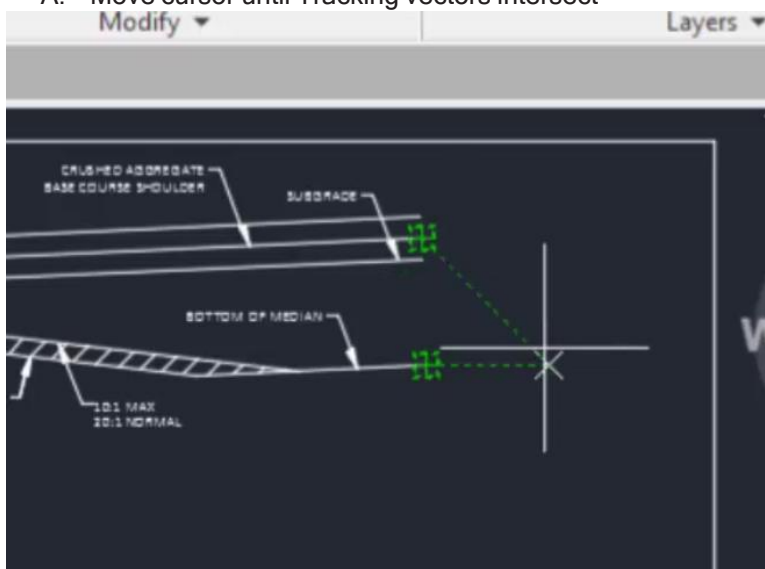 A. Move cursor until Tracking vectors intersect
Modify
Layers
CRUSHED AGGREGATE
BASE COURSE SHOULDER
SUBGRADE
BOTTOM OF MEDIAN
W
10:1 MAX
20:1 NORMAL